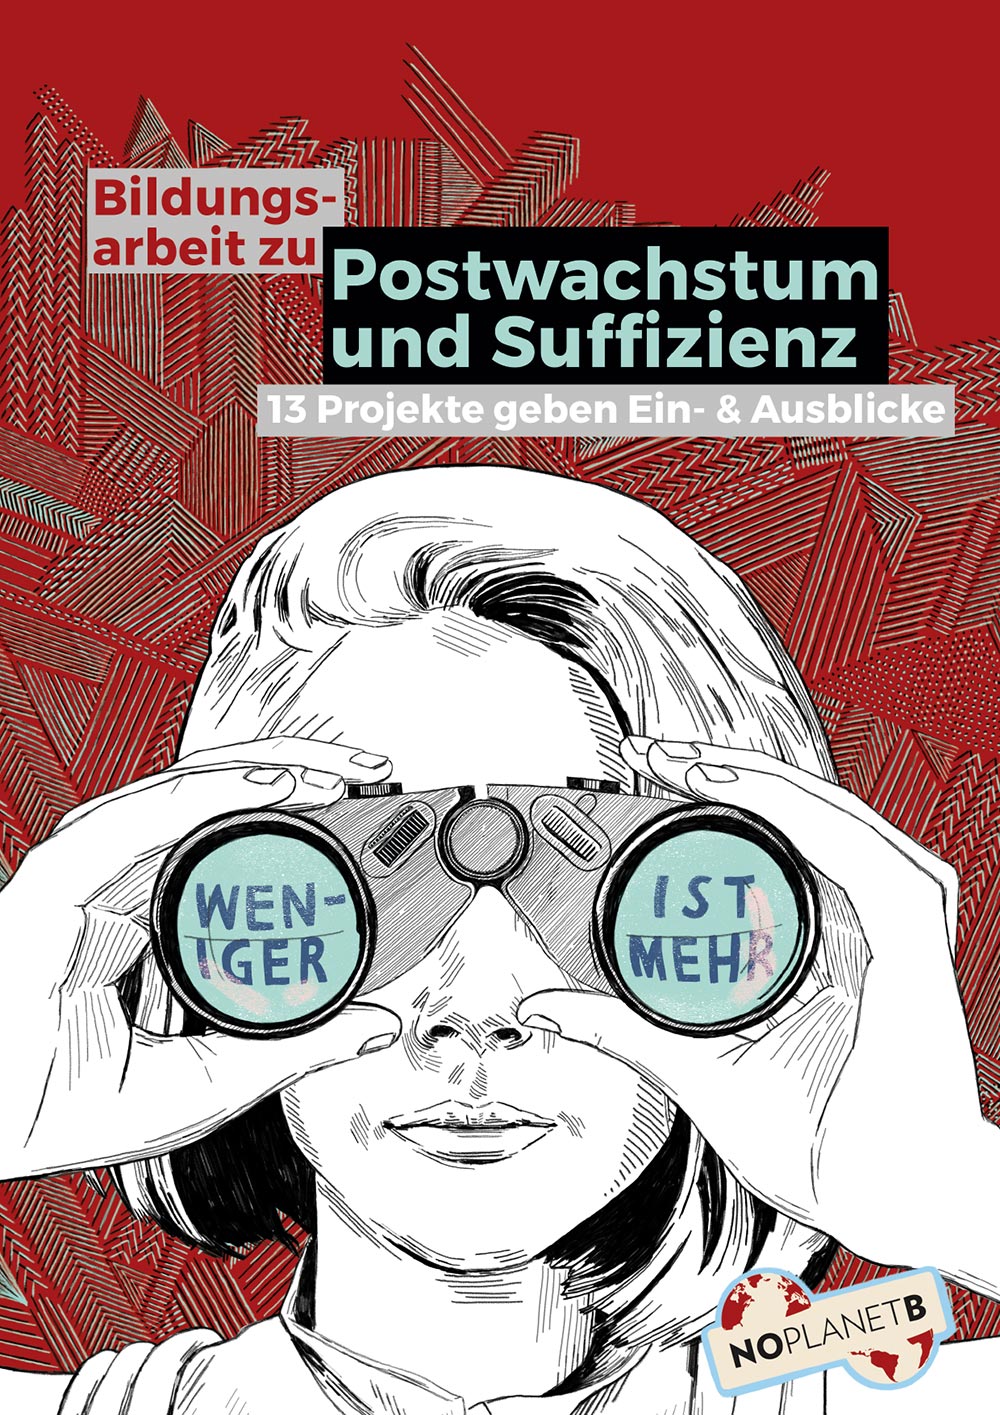 Bildungs-
arbeit zu
Postwachstum
und Suffizienz
13 Projekte geben Ein- & Ausblicke
WEN-
IGER
IST
MEHR
NOPLANETB